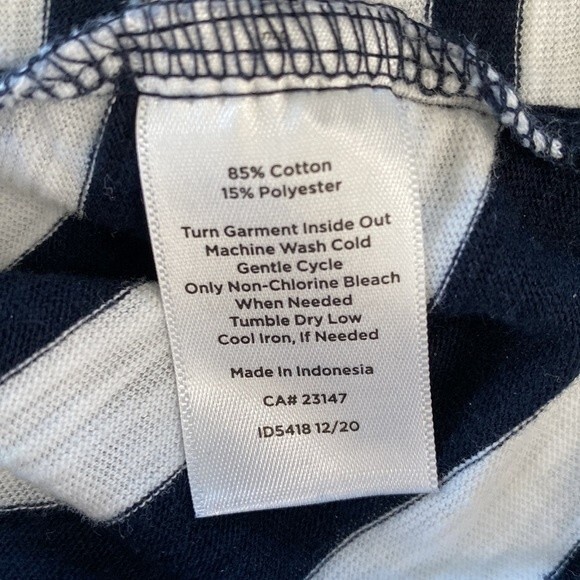 85% Cotton
15% Polyester
Turn Garment Inside Out
Machine Wash Cold
Gentle Cycle
Only Non-Chlorine Bleach
When Needed
Tumble Dry Low
Cool Iron, If Needed
Made In Indonesia
CA# 23147
ID5418 12/20